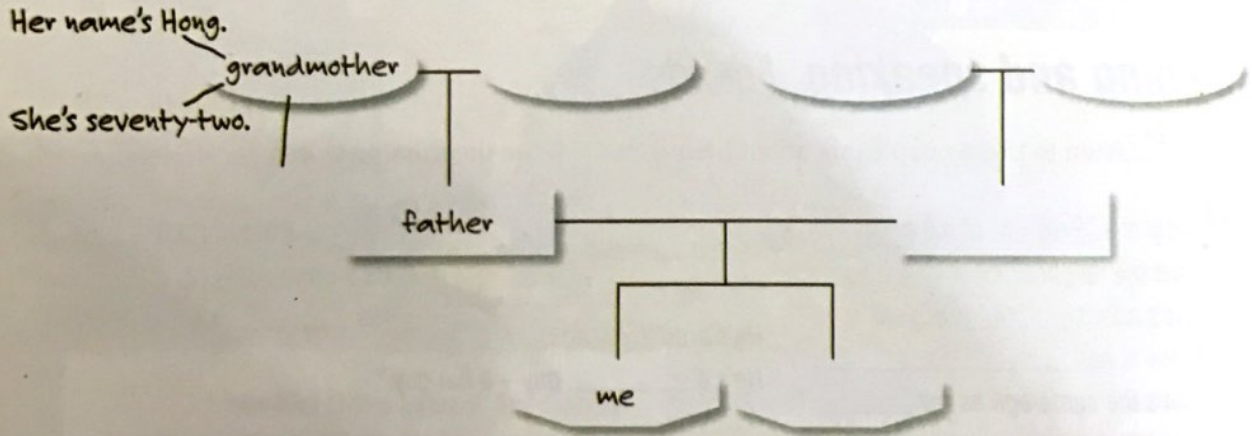 Her name's Hong.
grandmother
She's seventy-two.
father
me